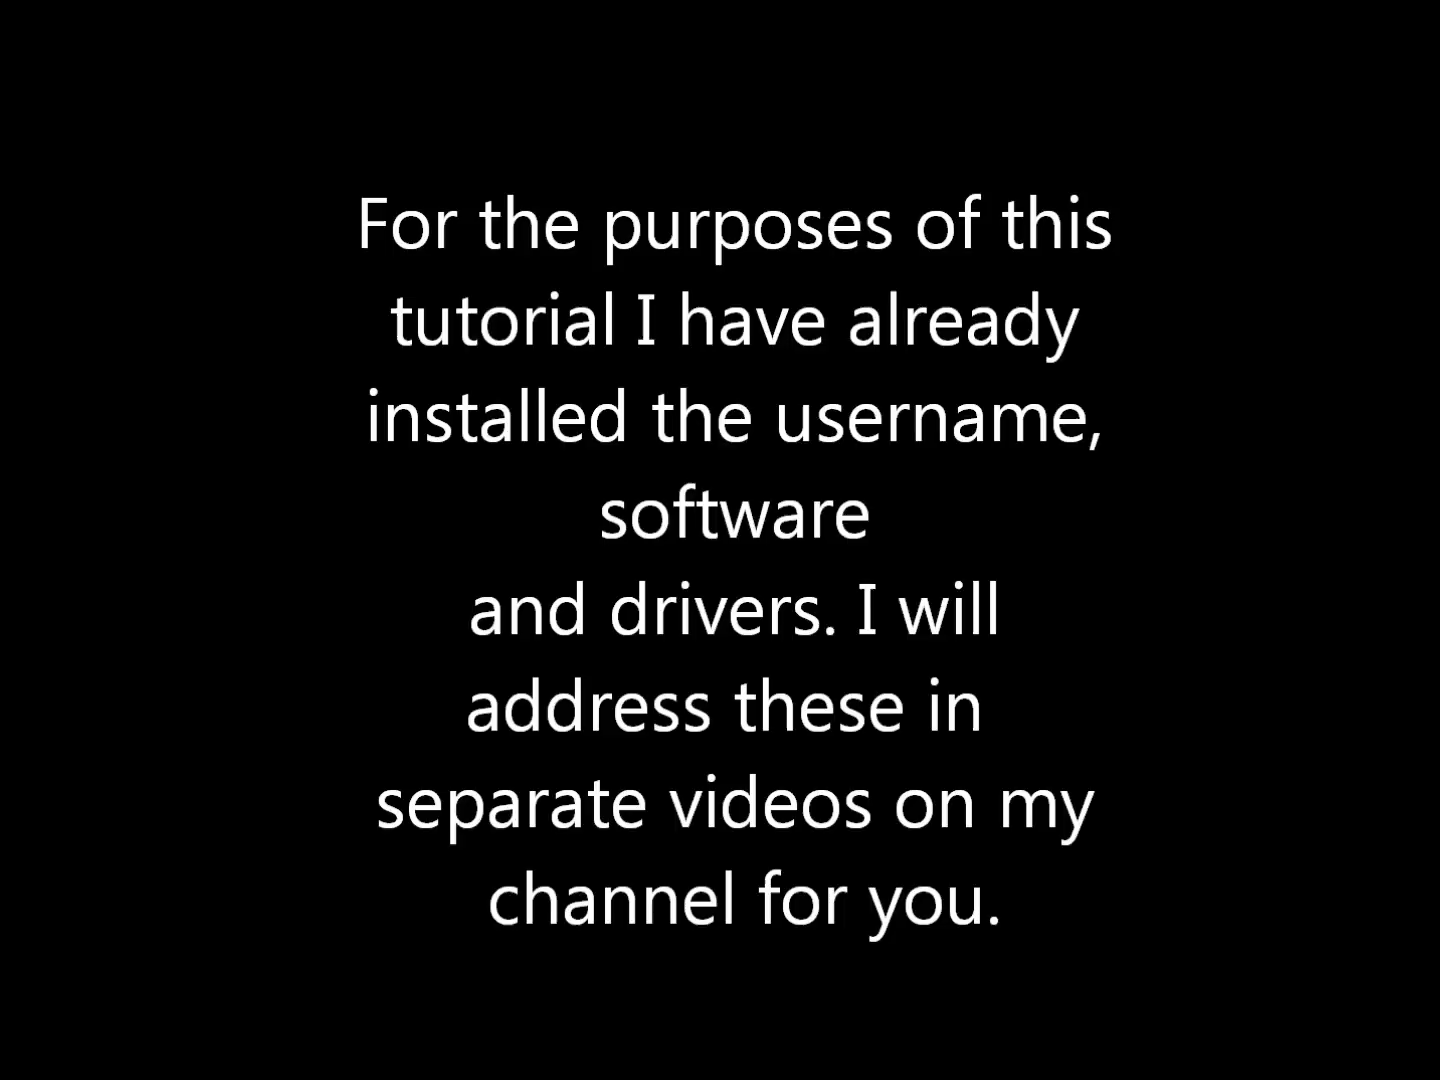 For the purposes of this
tutorial I have already
installed the username,
software
and drivers. I will
address these in
separate videos on my
channel for you.